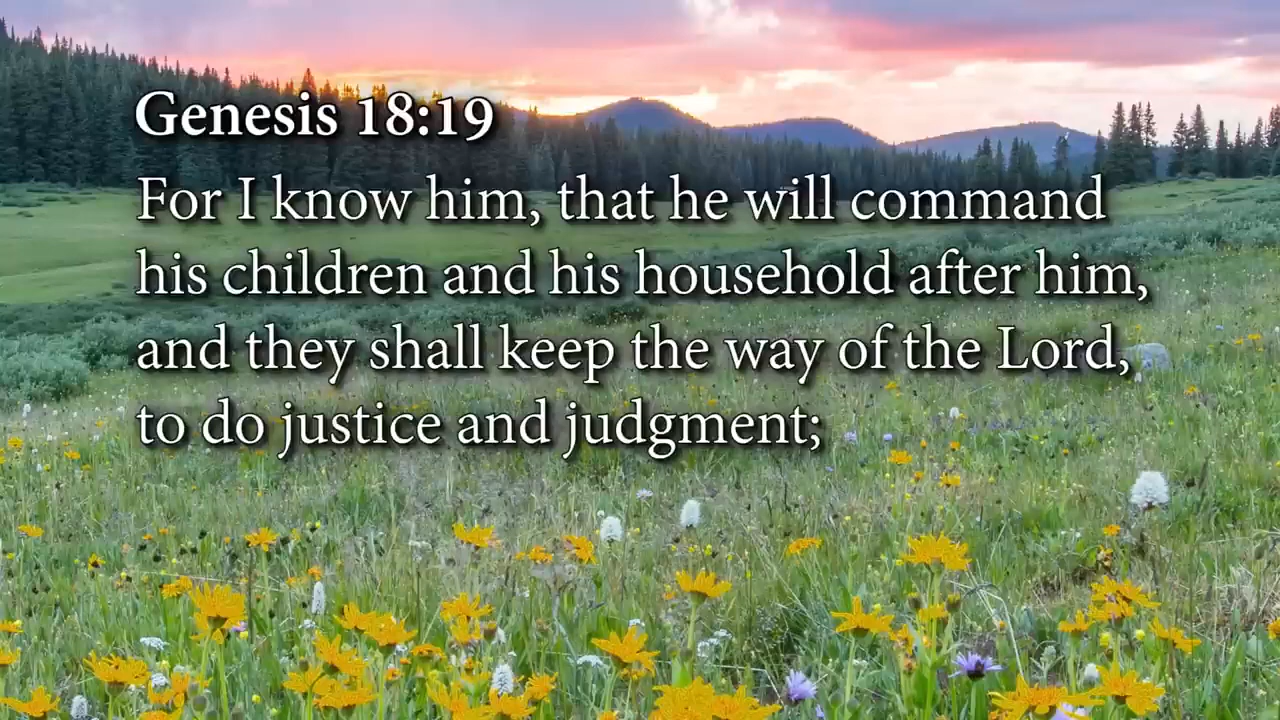 Genesis 18:19
For I know him, that he will command
his children and his household after him,
and they shall keep the way of the Lord,
to do justice and judgment;